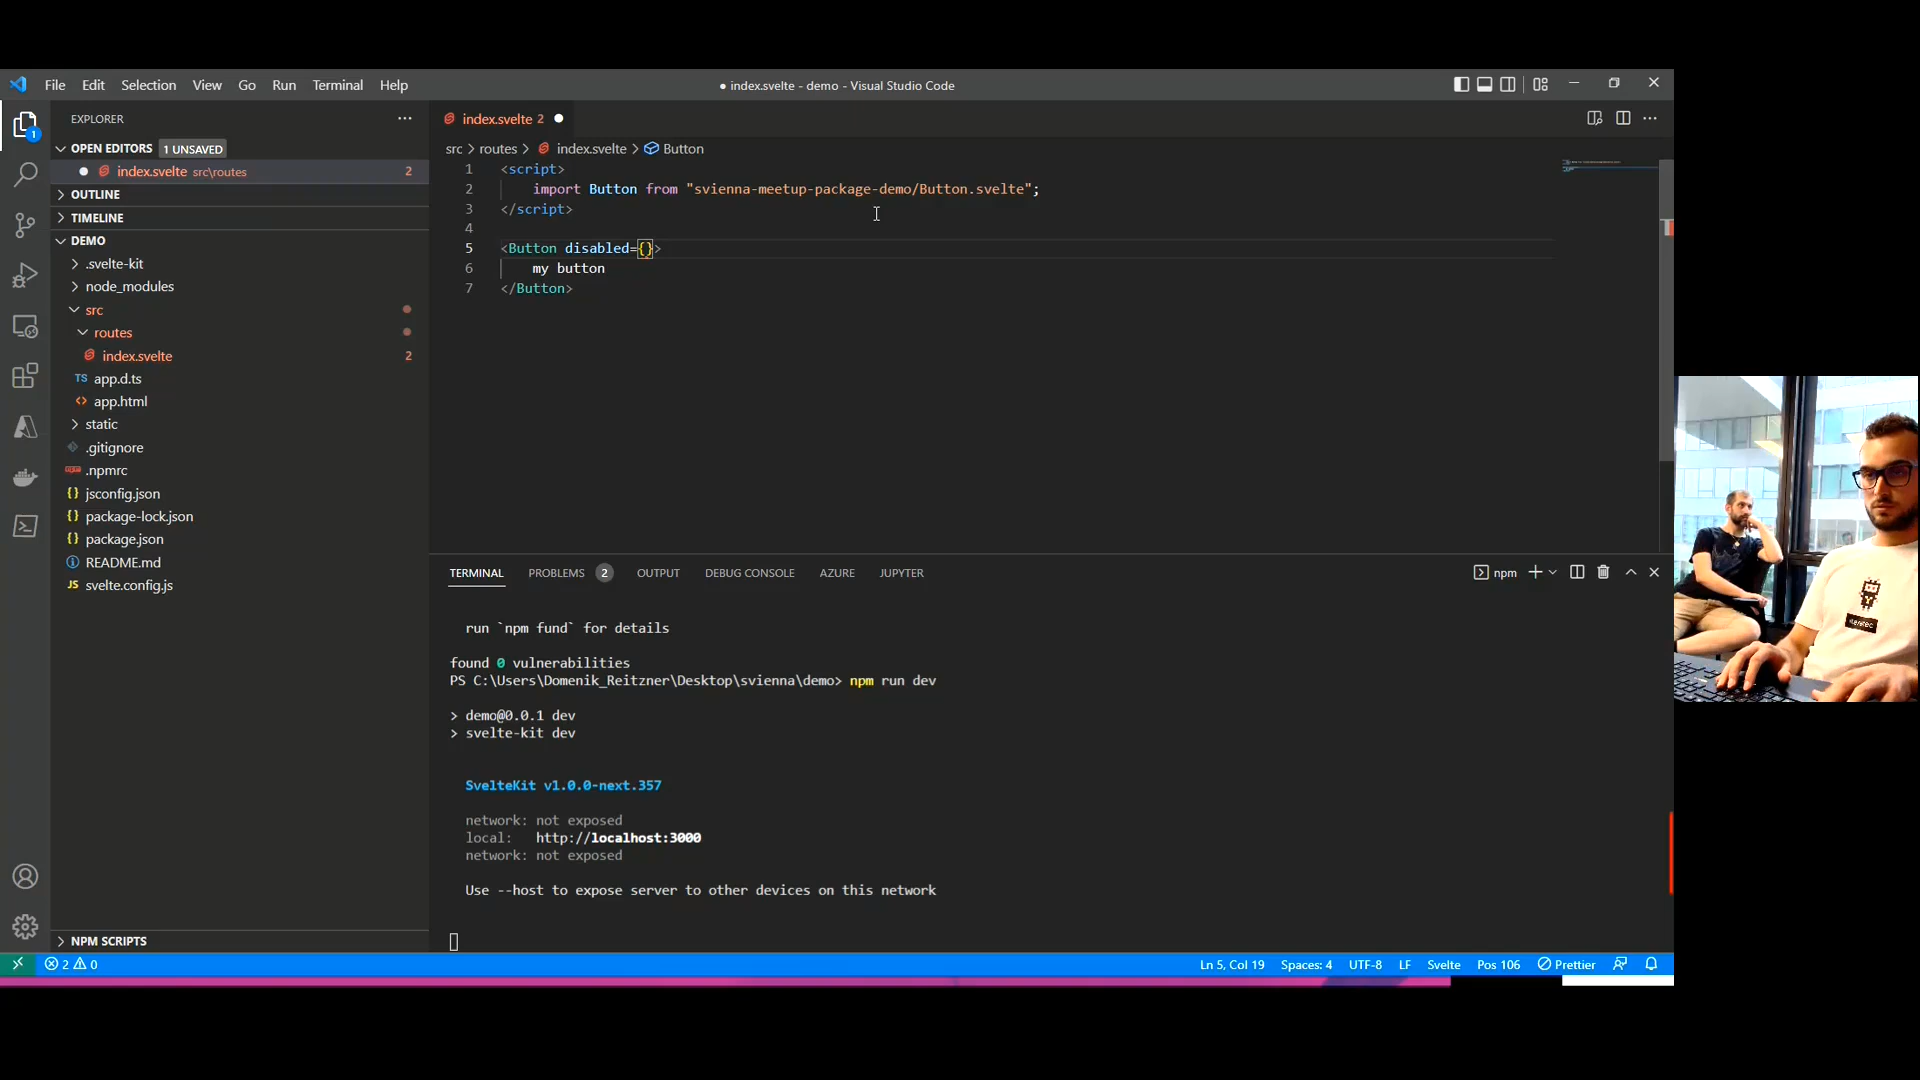 File Edit Selection View Go Run Terminal Help
● index.svelte - demo - Visual Studio Code
EXPLORER
1
OPEN EDITORS 1 UNSAVED
index.svelte src\routes 2
OUTLINE
TIMELINE
DEMO
.svelte-kit
node_modules
src
routes
index.svelte 2
TS app.d.ts
<> app.html
static
.gitignore
.npmrc
{} jsconfig.json
{} package-lock.json
{} package.json
README.md
JS svelte.config.js
NPM SCRIPTS
index.svelte 2
src > routes > index.svelte > Button
1 <script>
2 import Button from "svienna-meetup-package-demo/Button.svelte";
3 </script>
4
5 <Button disabled={}>
6 my button
7 </Button>
TERMINAL PROBLEMS 2 OUTPUT DEBUG CONSOLE AZURE JUPYTER
npm
run `npm fund` for details
found 0 vulnerabilities
PS C:\Users\Domenik_Reitzner\Desktop\svienna\demo> npm run dev
> demo@0.0.1 dev
> svelte-kit dev
SvelteKit v1.0.0-next.357
network: not exposed
local: http://localhost:3000
network: not exposed
Use --host to expose server to other devices on this network
2 0
Ln 5, Col 19 Spaces: 4 UTF-8 LF Svelte Pos 106 Prettier